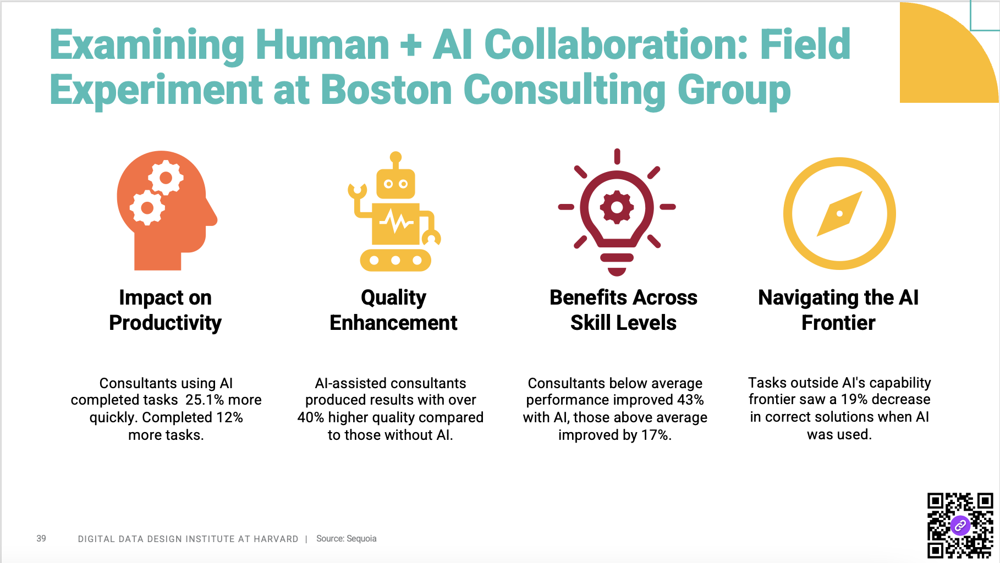 Examining Human + AI Collaboration: Field
Experiment at Boston Consulting Group
Impact on
Productivity
Consultants using AI
completed tasks  25.1% more
quickly. Completed 12%
more tasks.
Quality
Enhancement
AI-assisted consultants
produced results with over
40% higher quality compared
to those without AI.
Benefits Across
Skill Levels
Consultants below average
performance improved 43%
with AI, those above average
improved by 17%.
Navigating the AI
Frontier
Tasks outside AI's capability
frontier saw a 19% decrease
in correct solutions when AI
was used.
39 DIGITAL DATA DESIGN INSTITUTE AT HARVARD | Source: Sequoia